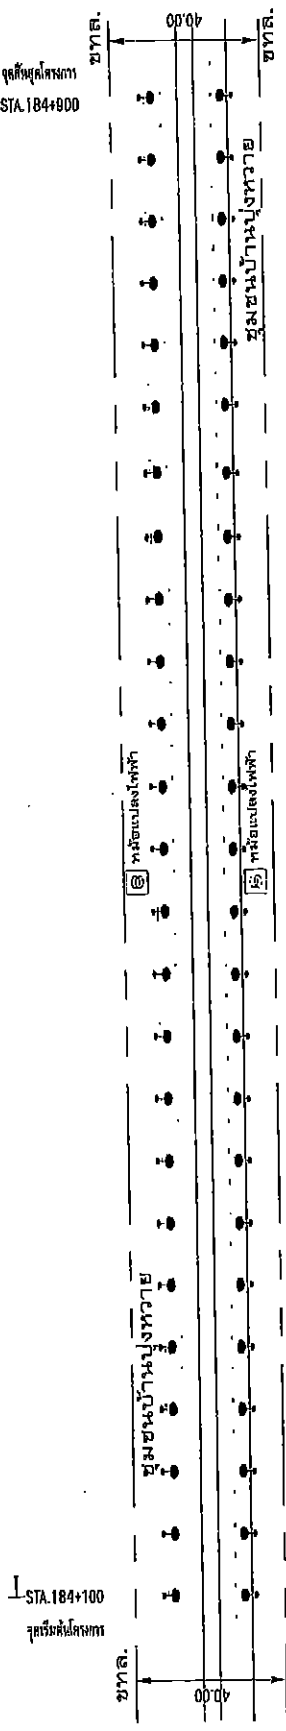 จุดสิ้นสุดโครงการ
STA.184+900
ขทล.
40.00
ขทล.
ชุมชนบ้านบุ่งหวาย
หม้อแปลงไฟฟ้า
หม้อแปลงไฟฟ้า
ชุมชนบ้านบุ่งหวาย
STA.184+100
จุดเริ่มต้นโครงการ
ขทล.
40.00
ขทล.